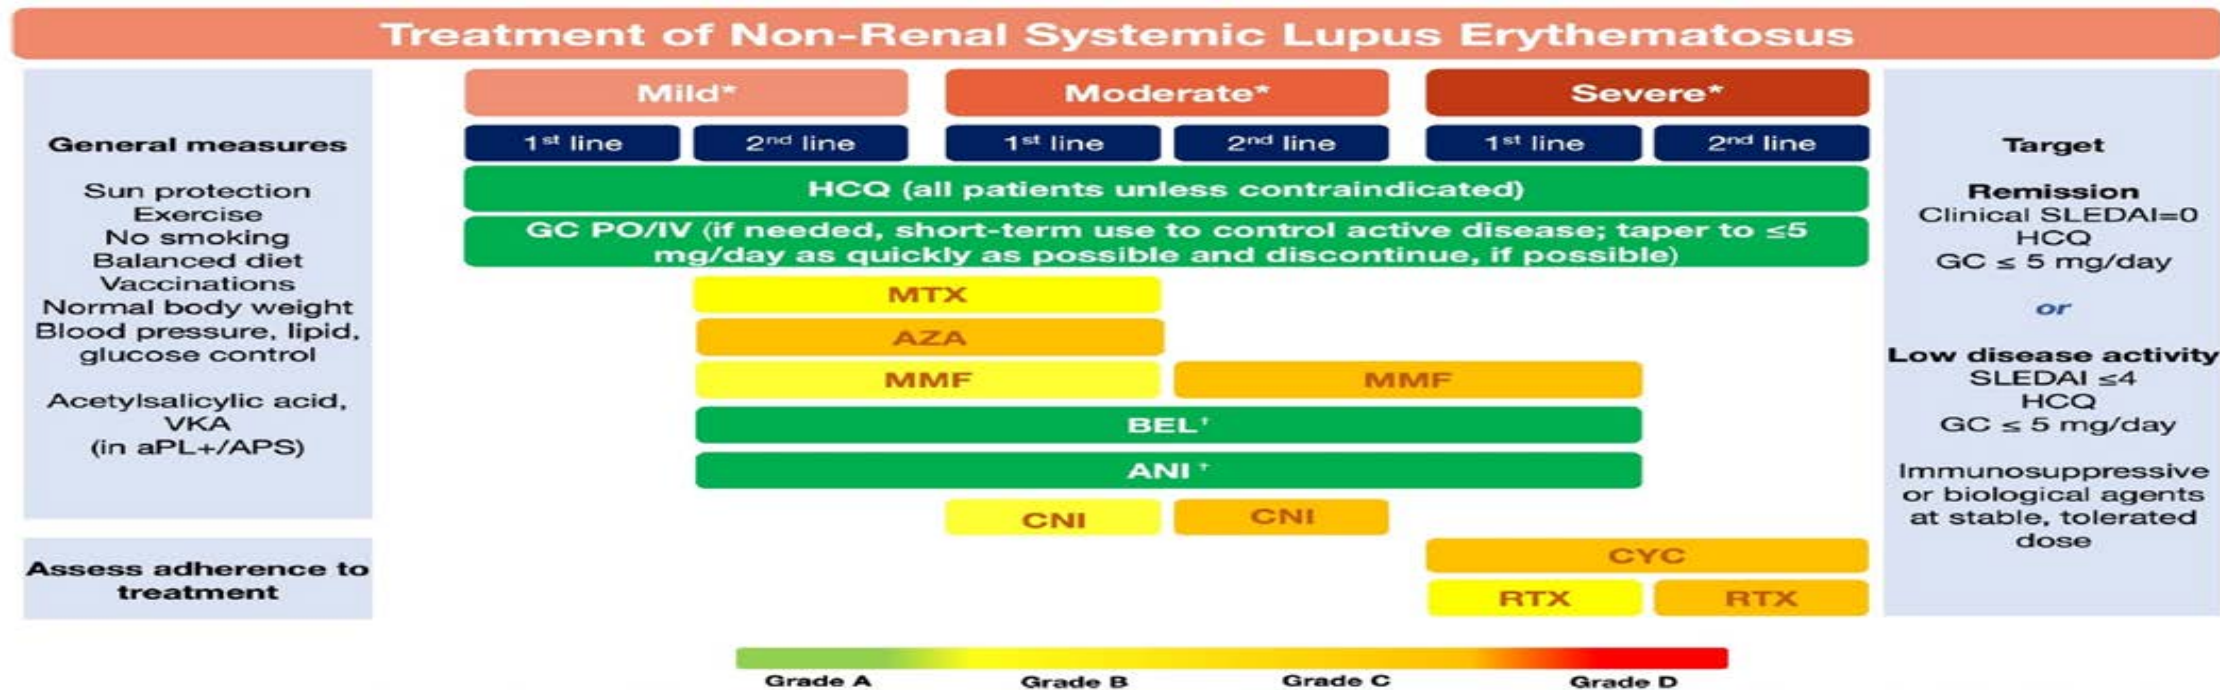 Treatment of Non-Renal Systemic Lupus Erythematosus
General measures
Sun protection
Exercise
No smoking
Balanced diet
Vaccinations
Normal body weight
Blood pressure, lipid,
glucose control
Acetylsalicylic acid,
VKA
(in aPL+/APS)
Assess adherence to
treatment
Mild*
Moderate*
Severe*
1st line
2nd line
1st line
2nd line
1st line
2nd line
HCQ (all patients unless contraindicated)
GC PO/IV (if needed, short-term use to control active disease; taper to ≤5
mg/day as quickly as possible and discontinue, if possible)
MTX
AZA
MMF
MMF
BEL†
ANI †
CNI
CNI
CYC
RTX
RTX
Target
Remission
Clinical SLEDAI=0
HCQ
GC ≤ 5 mg/day
or
Low disease activity
SLEDAI ≤4
HCQ
GC ≤ 5 mg/day
Immunosuppressive
or biological agents
at stable, tolerated
dose
Grade A
Grade B
Grade C
Grade D